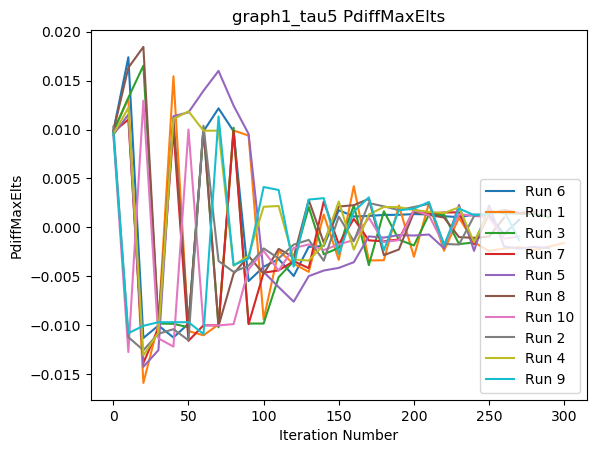 graph1_tau5 PdiffMaxElts
PdiffMaxElts
0.020
0.015
0.010
0.005
0.000
−0.005
−0.010
−0.015
0
50
100
150
200
250
300
Iteration Number
Run 6
Run 1
Run 3
Run 7
Run 5
Run 8
Run 10
Run 2
Run 4
Run 9